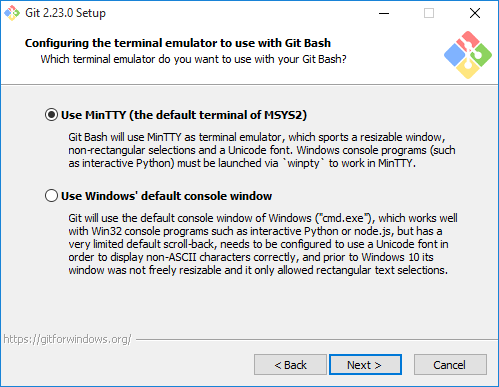 Git 2.23.0 Setup
Configuring the terminal emulator to use with Git Bash
Which terminal emulator do you want to use with your Git Bash?
Use MinTTY (the default terminal of MSYS2)
Git Bash will use MinTTY as terminal emulator, which sports a resizable window,
non-rectangular selections and a Unicode font. Windows console programs (such
as interactive Python) must be launched via `winpty` to work in MinTTY.
Use Windows' default console window
Git will use the default console window of Windows ("cmd.exe"), which works well
with Win32 console programs such as interactive Python or node.js, but has a
very limited default scroll-back, needs to be configured to use a Unicode font in
order to display non-ASCII characters correctly, and prior to Windows 10 its
window was not freely resizable and it only allowed rectangular text selections.
https://gitforwindows.org/
< Back
Next >
Cancel